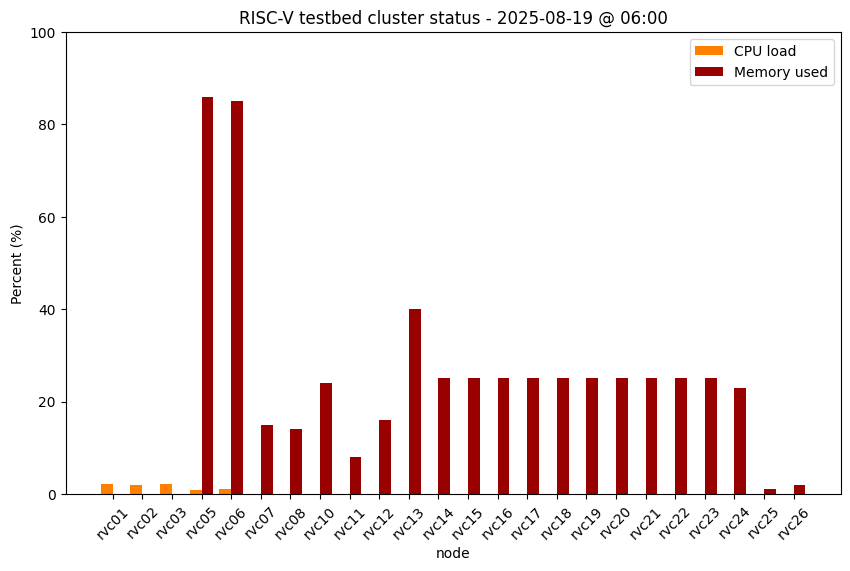 RISC-V testbed cluster status - 2025-08-19 @ 06:00
CPU load
Memory used
Percent (%)
100
80
60
40
20
0
rvc01
rvc02
rvc03
rvc05
rvc06
rvc07
rvc08
rvc10
rvc11
rvc12
rvc13
rvc14
rvc15
rvc16
rvc17
rvc18
rvc19
rvc20
rvc21
rvc22
rvc23
rvc24
rvc25
rvc26
node